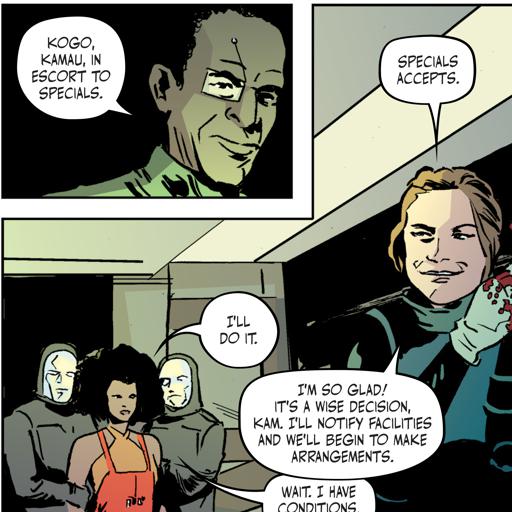 KOGO,
KAMAU, IN
ESCORT TO
SPECIALS.
SPECIALS
ACCEPTS.
I'LL
DO IT.
I'M SO GLAD!
IT'S A WISE DECISION,
KAM. I'LL NOTIFY FACILITIES
AND WE'LL BEGIN TO MAKE
ARRANGEMENTS.
WAIT. I HAVE
CONDITIONS.